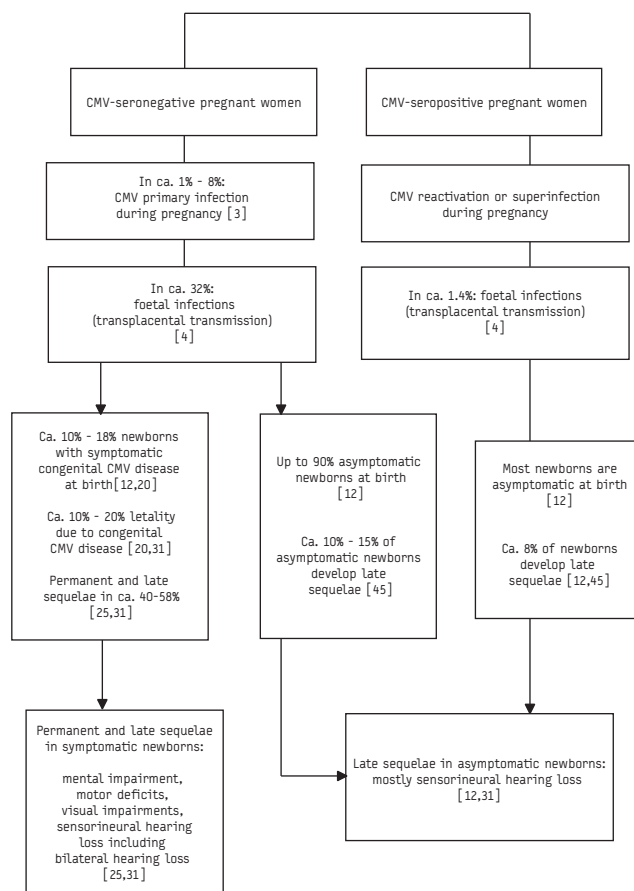 CMV-seronegative pregnant women
CMV-seropositive pregnant women
In ca. 1% - 8%:
CMV primary infection
during pregnancy [3]
CMV reactivation or superinfection
during pregnancy
In ca. 32%:
foetal infections
(transplacental transmission)
[4]
In ca. 1.4%: foetal infections
(transplacental transmission)
[4]
Ca. 10% - 18% newborns
with symptomatic
congenital CMV disease
at birth[12,20]
Ca. 10% - 20% letality
due to congenital
CMV disease [20,31]
Permanent and late
sequelae in ca. 40-58%
[25,31]
Up to 90% asymptomatic
newborns at birth
[12]
Ca. 10% - 15% of
asymptomatic newborns
develop late
sequelae [45]
Most newborns are
asymptomatic at birth
[12]
Ca. 8% of newborns
develop late
sequelae [12,45]
Permanent and late sequelae
in symptomatic newborns:
mental impairment,
motor deficits,
visual impairments,
sensorineural hearing
loss including
bilateral hearing loss
[25,31]
Late sequelae in asymptomatic newborns:
mostly sensorineural hearing loss
[12,31]